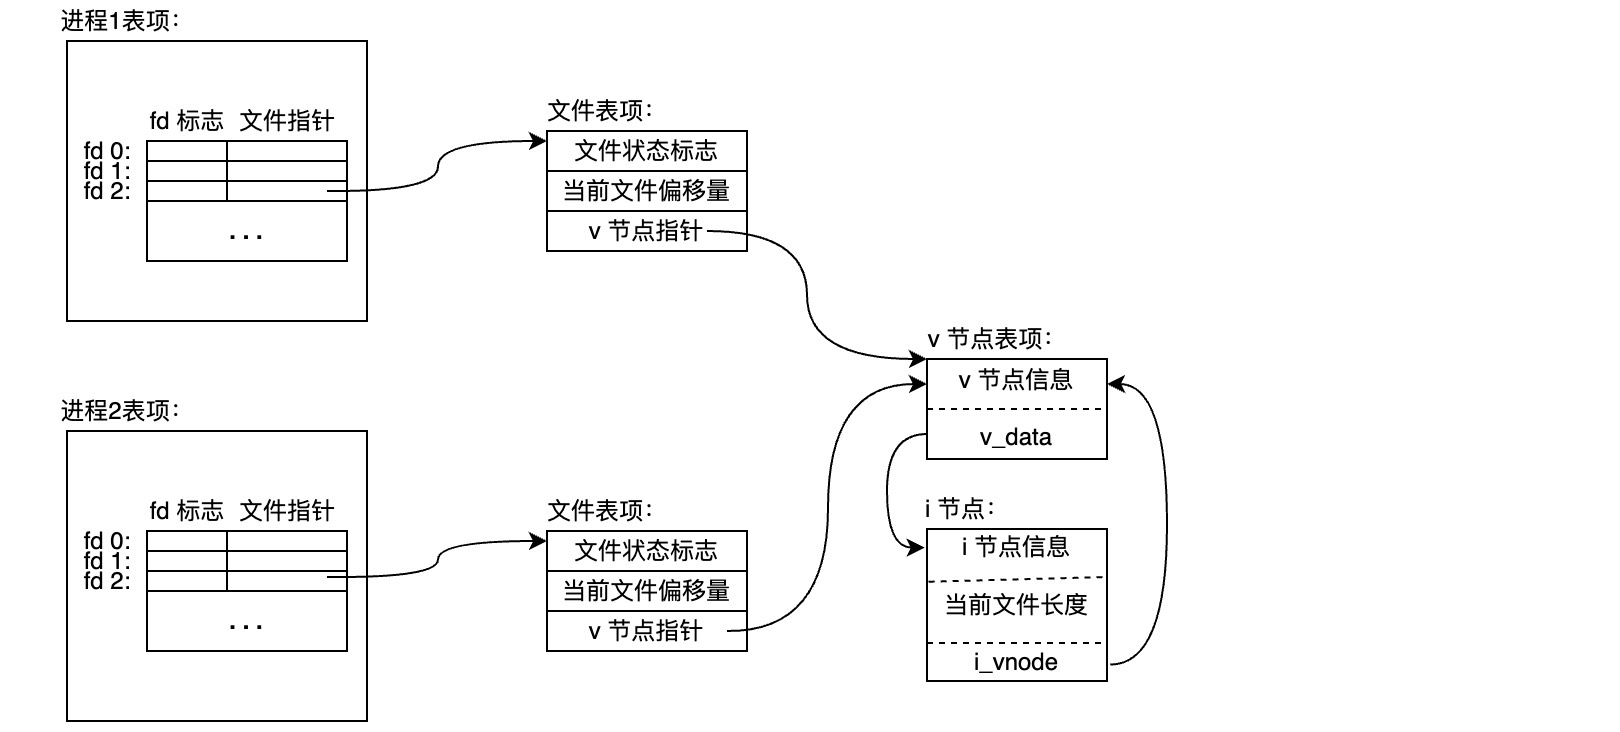 进程1表项：
fd 标志 文件指针
fd 0:
fd 1:
fd 2:
...
文件表项：
文件状态标志
当前文件偏移量
v 节点指针
v 节点表项：
v 节点信息
v_data
i 节点：
i 节点信息
当前文件长度
i_vnode
进程2表项：
fd 标志 文件指针
fd 0:
fd 1:
fd 2:
...
文件表项：
文件状态标志
当前文件偏移量
v 节点指针